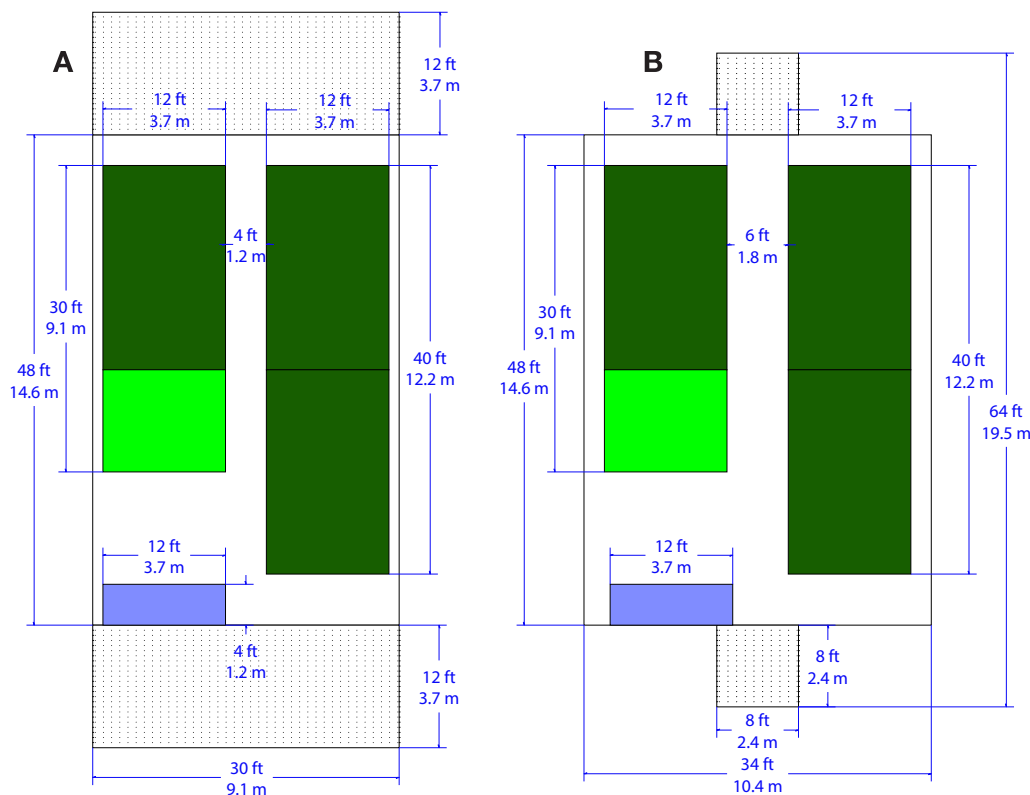 A
12 ft
3.7 m
12 ft
3.7 m
12 ft
3.7 m
4 ft
1.2 m
30 ft
9.1 m
48 ft
14.6 m
40 ft
12.2 m
12 ft
3.7 m
4 ft
1.2 m
12 ft
3.7 m
30 ft
9.1 m
B
12 ft
3.7 m
12 ft
3.7 m
6 ft
1.8 m
30 ft
9.1 m
48 ft
14.6 m
40 ft
12.2 m
64 ft
19.5 m
12 ft
3.7 m
8 ft
2.4 m
8 ft
2.4 m
34 ft
10.4 m